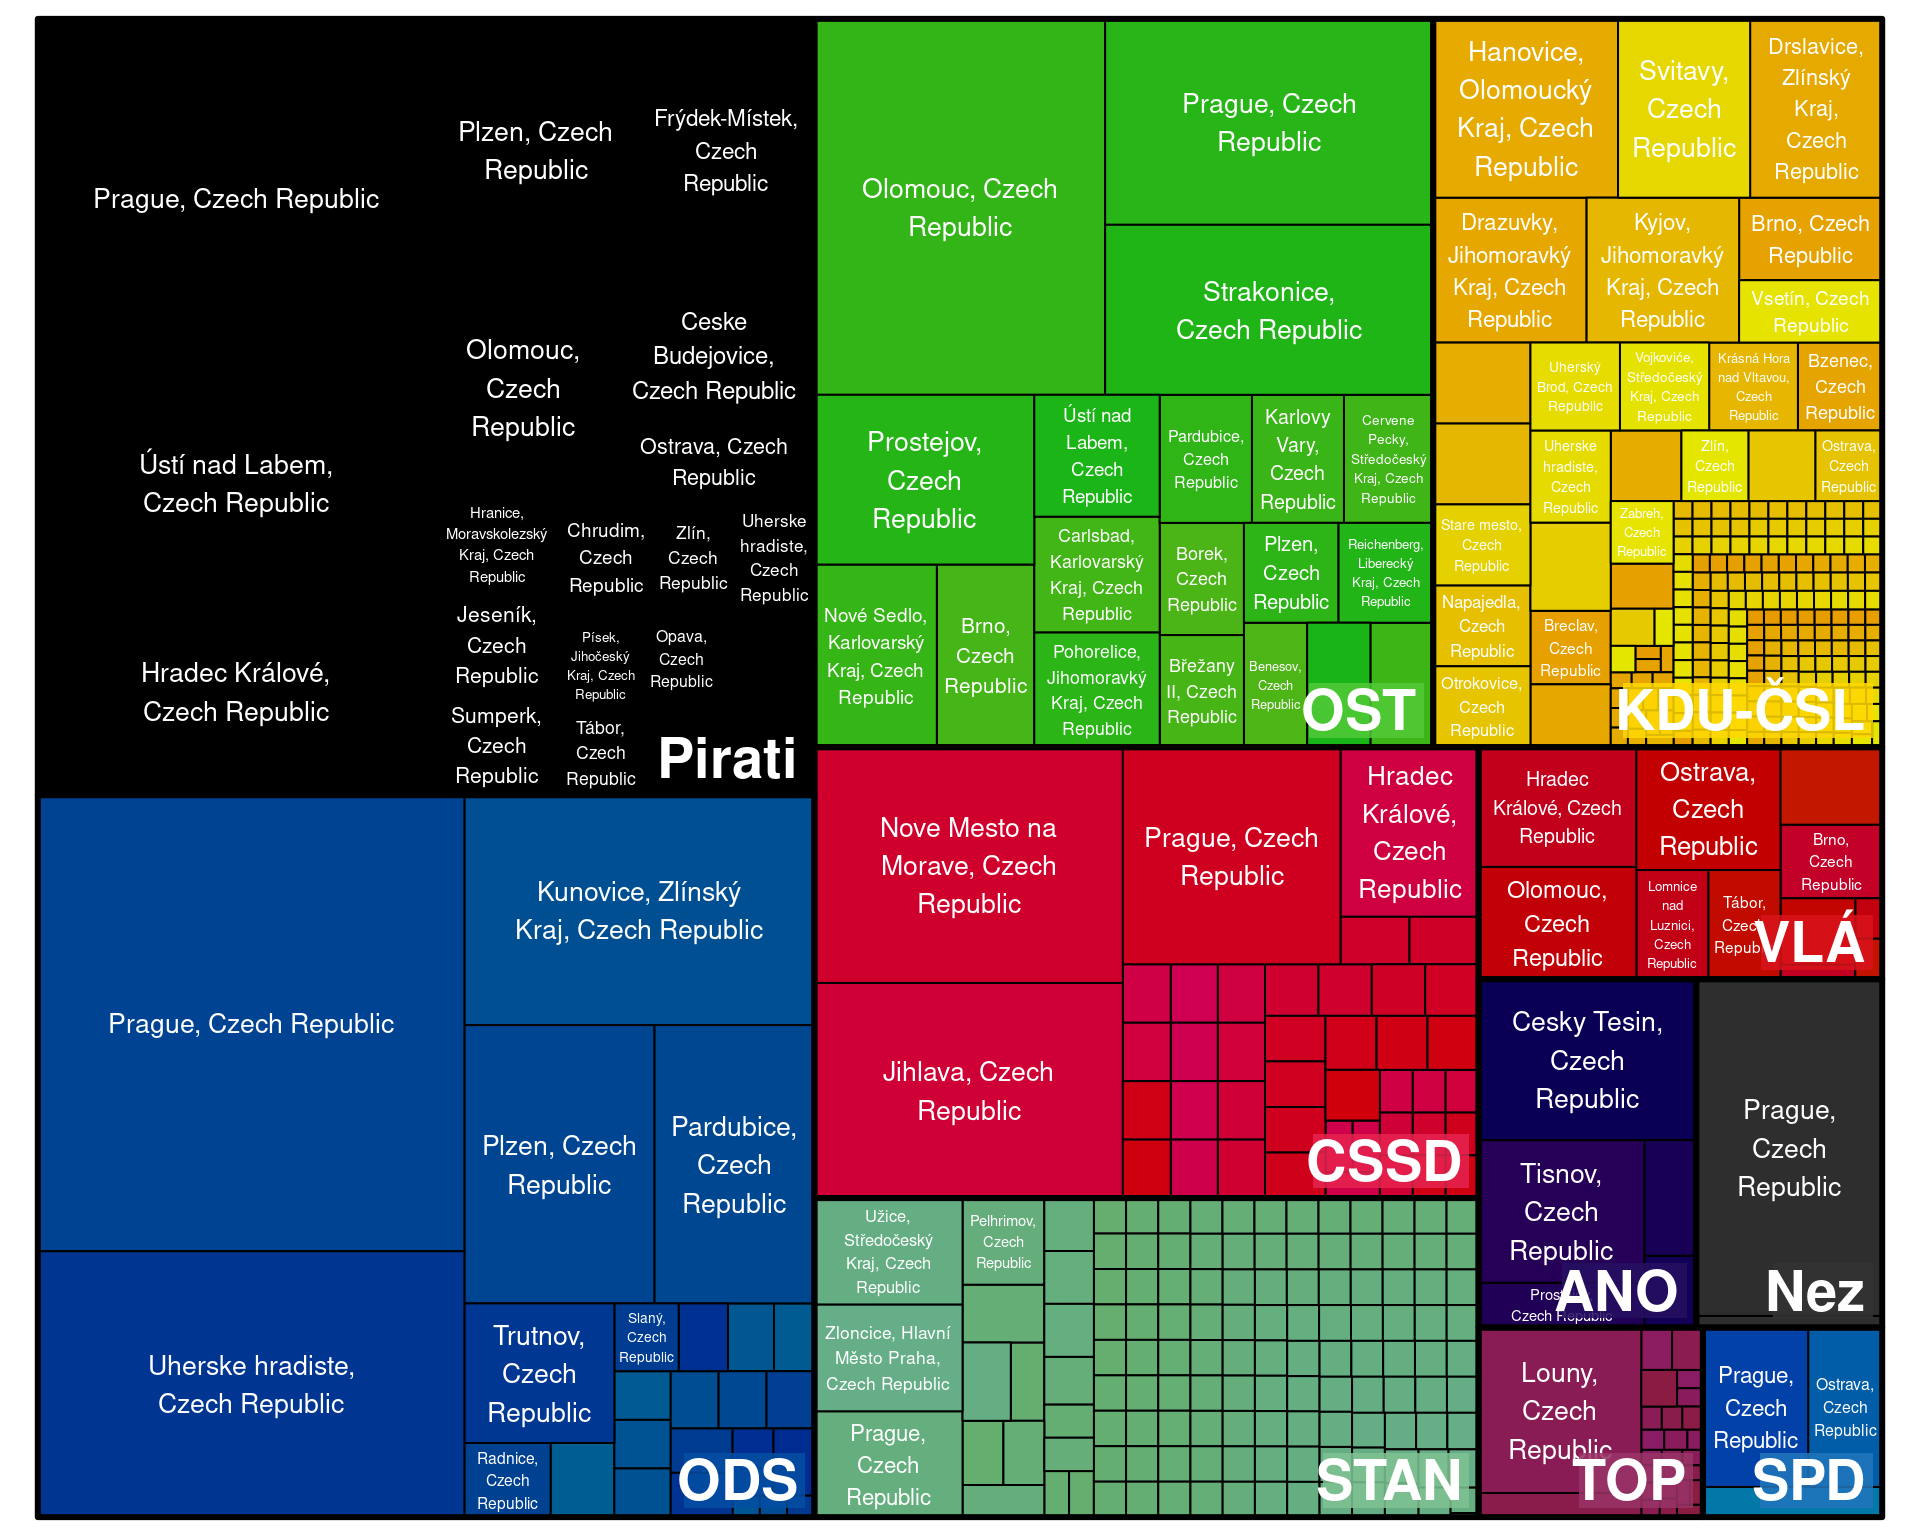 Prague, Czech Republic
Plzen, Czech
Republic
Frýdek-Místek,
Czech
Republic
Ústí nad Labem,
Czech Republic
Olomouc,
Czech
Republic
Ceske
Budejovice,
Czech Republic
Ostrava, Czech
Republic
Hradec Králové,
Czech Republic
Hranice,
Moravskolezský
Kraj, Czech
Republic
Chrudim,
Czech
Republic
Zlín,
Czech
Republic
Uherske
hradiste,
Czech
Republic
Jeseník,
Czech
Republic
Písek,
Jihočeský
Kraj, Czech
Republic
Opava,
Czech
Republic
Sumperk,
Czech
Republic
Tábor,
Czech
Republic
Pirati
Olomouc, Czech
Republic
Prague, Czech
Republic
Strakonice,
Czech Republic
Prostejov,
Czech
Republic
Ústí nad
Labem,
Czech
Republic
Pardubice,
Czech
Republic
Karlovy
Vary,
Czech
Republic
Cervene
Pecky,
Středočeský
Kraj, Czech
Republic
Nové Sedlo,
Karlovarský
Kraj, Czech
Republic
Brno,
Czech
Republic
Carlsbad,
Karlovarský
Kraj, Czech
Republic
Borek,
Czech
Republic
Plzen,
Czech
Republic
Reichenberg,
Liberecký
Kraj, Czech
Republic
Pohorelice,
Jihomoravký
Kraj, Czech
Republic
Břežany
II, Czech
Republic
Benesov,
Czech
Republic
OST
Hanovice,
Olomoucký
Kraj, Czech
Republic
Svitavy,
Czech
Republic
Drslavice,
Zlínský
Kraj,
Czech
Republic
Drazuvky,
Jihomoravký
Kraj, Czech
Republic
Kyjov,
Jihomoravký
Kraj, Czech
Republic
Brno, Czech
Republic
Vsetín, Czech
Republic
Uherský
Brod, Czech
Republic
Vojkoviće,
Středočeský
Kraj, Czech
Republic
Krásná Hora
nad Vltavou,
Czech
Republic
Bzenec,
Czech
Republic
Uherske
hradiste,
Czech
Republic
Zlín,
Czech
Republic
Ostrava,
Czech
Republic
Stare mesto,
Czech
Republic
Zabreh,
Czech
Republic
Napajedla,
Czech
Republic
Breclav,
Czech
Republic
Otrokovice,
Czech
Republic
KDU-ČSL
Prague, Czech Republic
Kunovice, Zlínský
Kraj, Czech Republic
Plzen, Czech
Republic
Pardubice,
Czech
Republic
Uherske hradiste,
Czech Republic
Trutnov,
Czech
Republic
Slaný,
Czech
Republic
Radnice,
Czech
Republic
ODS
Nove Mesto na
Morave, Czech
Republic
Prague, Czech
Republic
Hradec
Králové,
Czech
Republic
Jihlava, Czech
Republic
CSSD
Hradec
Králové, Czech
Republic
Ostrava,
Czech
Republic
Brno,
Czech
Republic
Olomouc,
Czech
Republic
Lomnice
nad
Luznici,
Czech
Republic
Tábor,
VLÁ
Cesky Tesin,
Czech
Republic
Tisnov,
Czech
Republic
Czech Republic
ANO
Prague,
Czech
Republic
Nez
Užice,
Středočeský
Kraj, Czech
Republic
Pelhrimov,
Czech
Republic
Zloncice, Hlavní
Město Praha,
Czech Republic
Prague,
Czech
Republic
STAN
Louny,
Czech
Republic
TOP
Prague,
Czech
Republic
Ostrava,
Czech
Republic
SPD